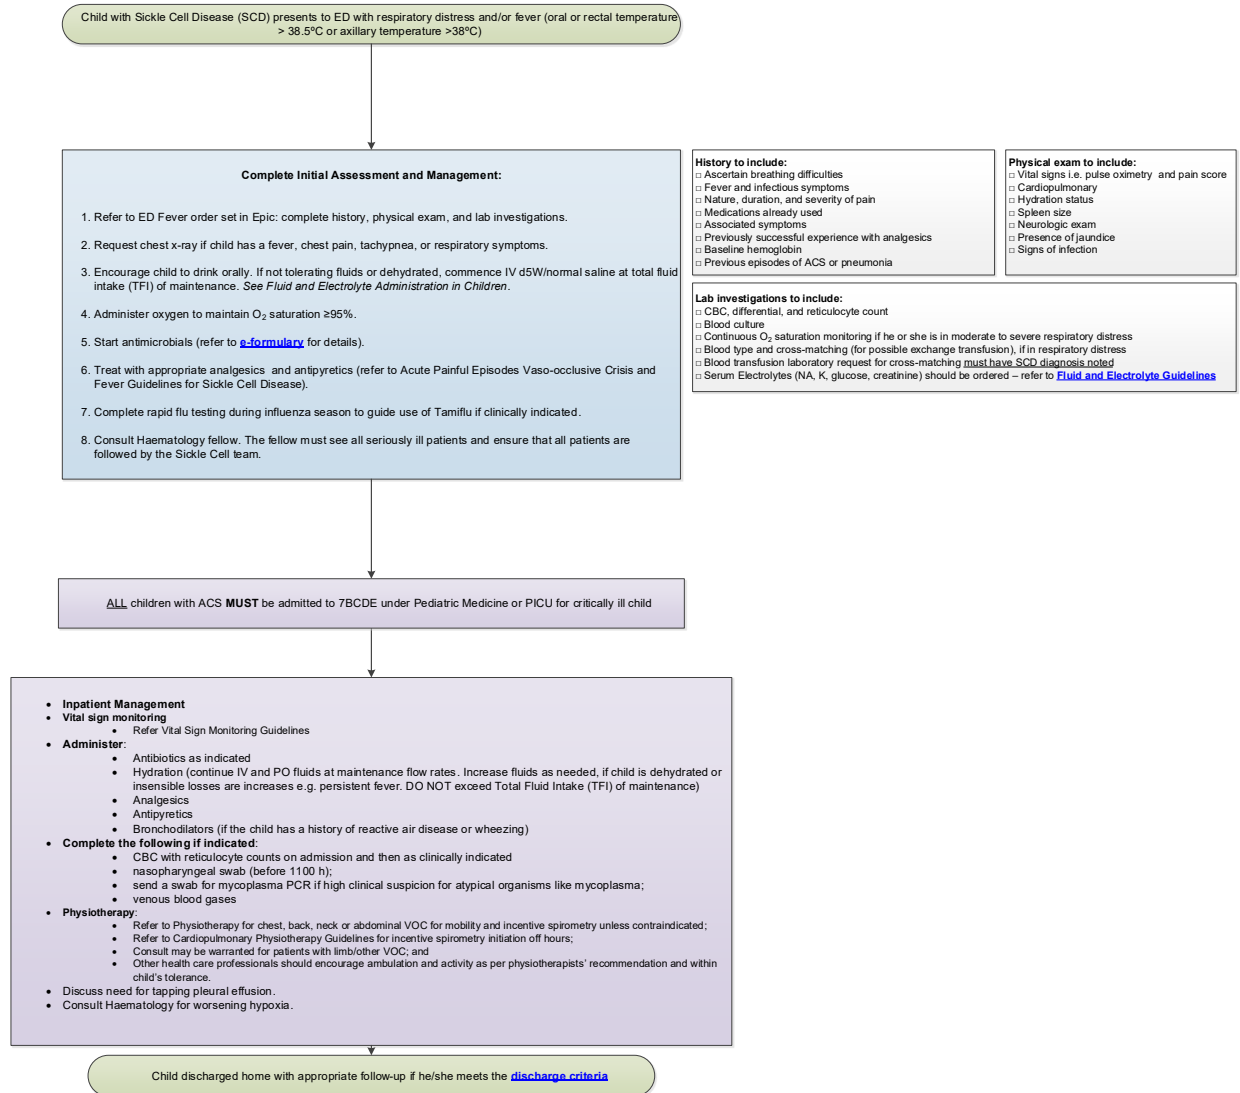 Child with Sickle Cell Disease (SCD) presents to ED with respiratory distress and/or fever (oral or rectal temperature
> 38.5ºC or axillary temperature >38ºC)
Complete Initial Assessment and Management:
1. Refer to ED Fever order set in Epic: complete history, physical exam, and lab investigations.
2. Request chest x-ray if child has a fever, chest pain, tachypnea, or respiratory symptoms.
3. Encourage child to drink orally. If not tolerating fluids or dehydrated, commence IV d5W/normal saline at total fluid
intake (TFI) of maintenance. See Fluid and Electrolyte Administration in Children.
4. Administer oxygen to maintain O2 saturation ≥95%.
5. Start antimicrobials (refer to e-formulary for details).
6. Treat with appropriate analgesics and antipyretics (refer to Acute Painful Episodes Vaso-occlusive Crisis and
Fever Guidelines for Sickle Cell Disease).
7. Complete rapid flu testing during influenza season to guide use of Tamiflu if clinically indicated.
8. Consult Haematology fellow. The fellow must see all seriously ill patients and ensure that all patients are
followed by the Sickle Cell team.
History to include:
□ Ascertain breathing difficulties
□ Fever and infectious symptoms
□ Nature, duration, and severity of pain
□ Medications already used
□ Associated symptoms
□ Previously successful experience with analgesics
□ Baseline hemoglobin
□ Previous episodes of ACS or pneumonia
Physical exam to include:
□ Vital signs i.e. pulse oximetry and pain score
□ Cardiopulmonary
□ Hydration status
□ Spleen size
□ Neurologic exam
□ Presence of jaundice
□ Signs of infection
Lab investigations to include:
□ CBC, differential, and reticulocyte count
□ Blood culture
□ Continuous O2 saturation monitoring if he or she is in moderate to severe respiratory distress
□ Blood type and cross-matching (for possible exchange transfusion), if in respiratory distress
□ Blood transfusion laboratory request for cross-matching must have SCD diagnosis noted
□ Serum Electrolytes (NA, K, glucose, creatinine) should be ordered – refer to Fluid and Electrolyte Guidelines
ALL children with ACS MUST be admitted to 7BCDE under Pediatric Medicine or PICU for critically ill child
• Inpatient Management
• Vital sign monitoring
• Refer Vital Sign Monitoring Guidelines
• Administer:
• Antibiotics as indicated
• Hydration (continue IV and PO fluids at maintenance flow rates. Increase fluids as needed, if child is dehydrated or
insensible losses are increases e.g. persistent fever. DO NOT exceed Total Fluid Intake (TFI) of maintenance)
• Analgesics
• Antipyretics
• Bronchodilators (if the child has a history of reactive air disease or wheezing)
• Complete the following if indicated:
• CBC with reticulocyte counts on admission and then as clinically indicated
• nasopharyngeal swab (before 1100 h);
• send a swab for mycoplasma PCR if high clinical suspicion for atypical organisms like mycoplasma;
• venous blood gases
• Physiotherapy:
• Refer to Physiotherapy for chest, back, neck or abdominal VOC for mobility and incentive spirometry unless contraindicated;
• Refer to Cardiopulmonary Physiotherapy Guidelines for incentive spirometry initiation off hours;
• Consult may be warranted for patients with limb/other VOC; and
• Other health care professionals should encourage ambulation and activity as per physiotherapists' recommendation and within
child's tolerance.
• Discuss need for tapping pleural effusion.
• Consult Haematology for worsening hypoxia.
Child discharged home with appropriate follow-up if he/she meets the discharge criteria